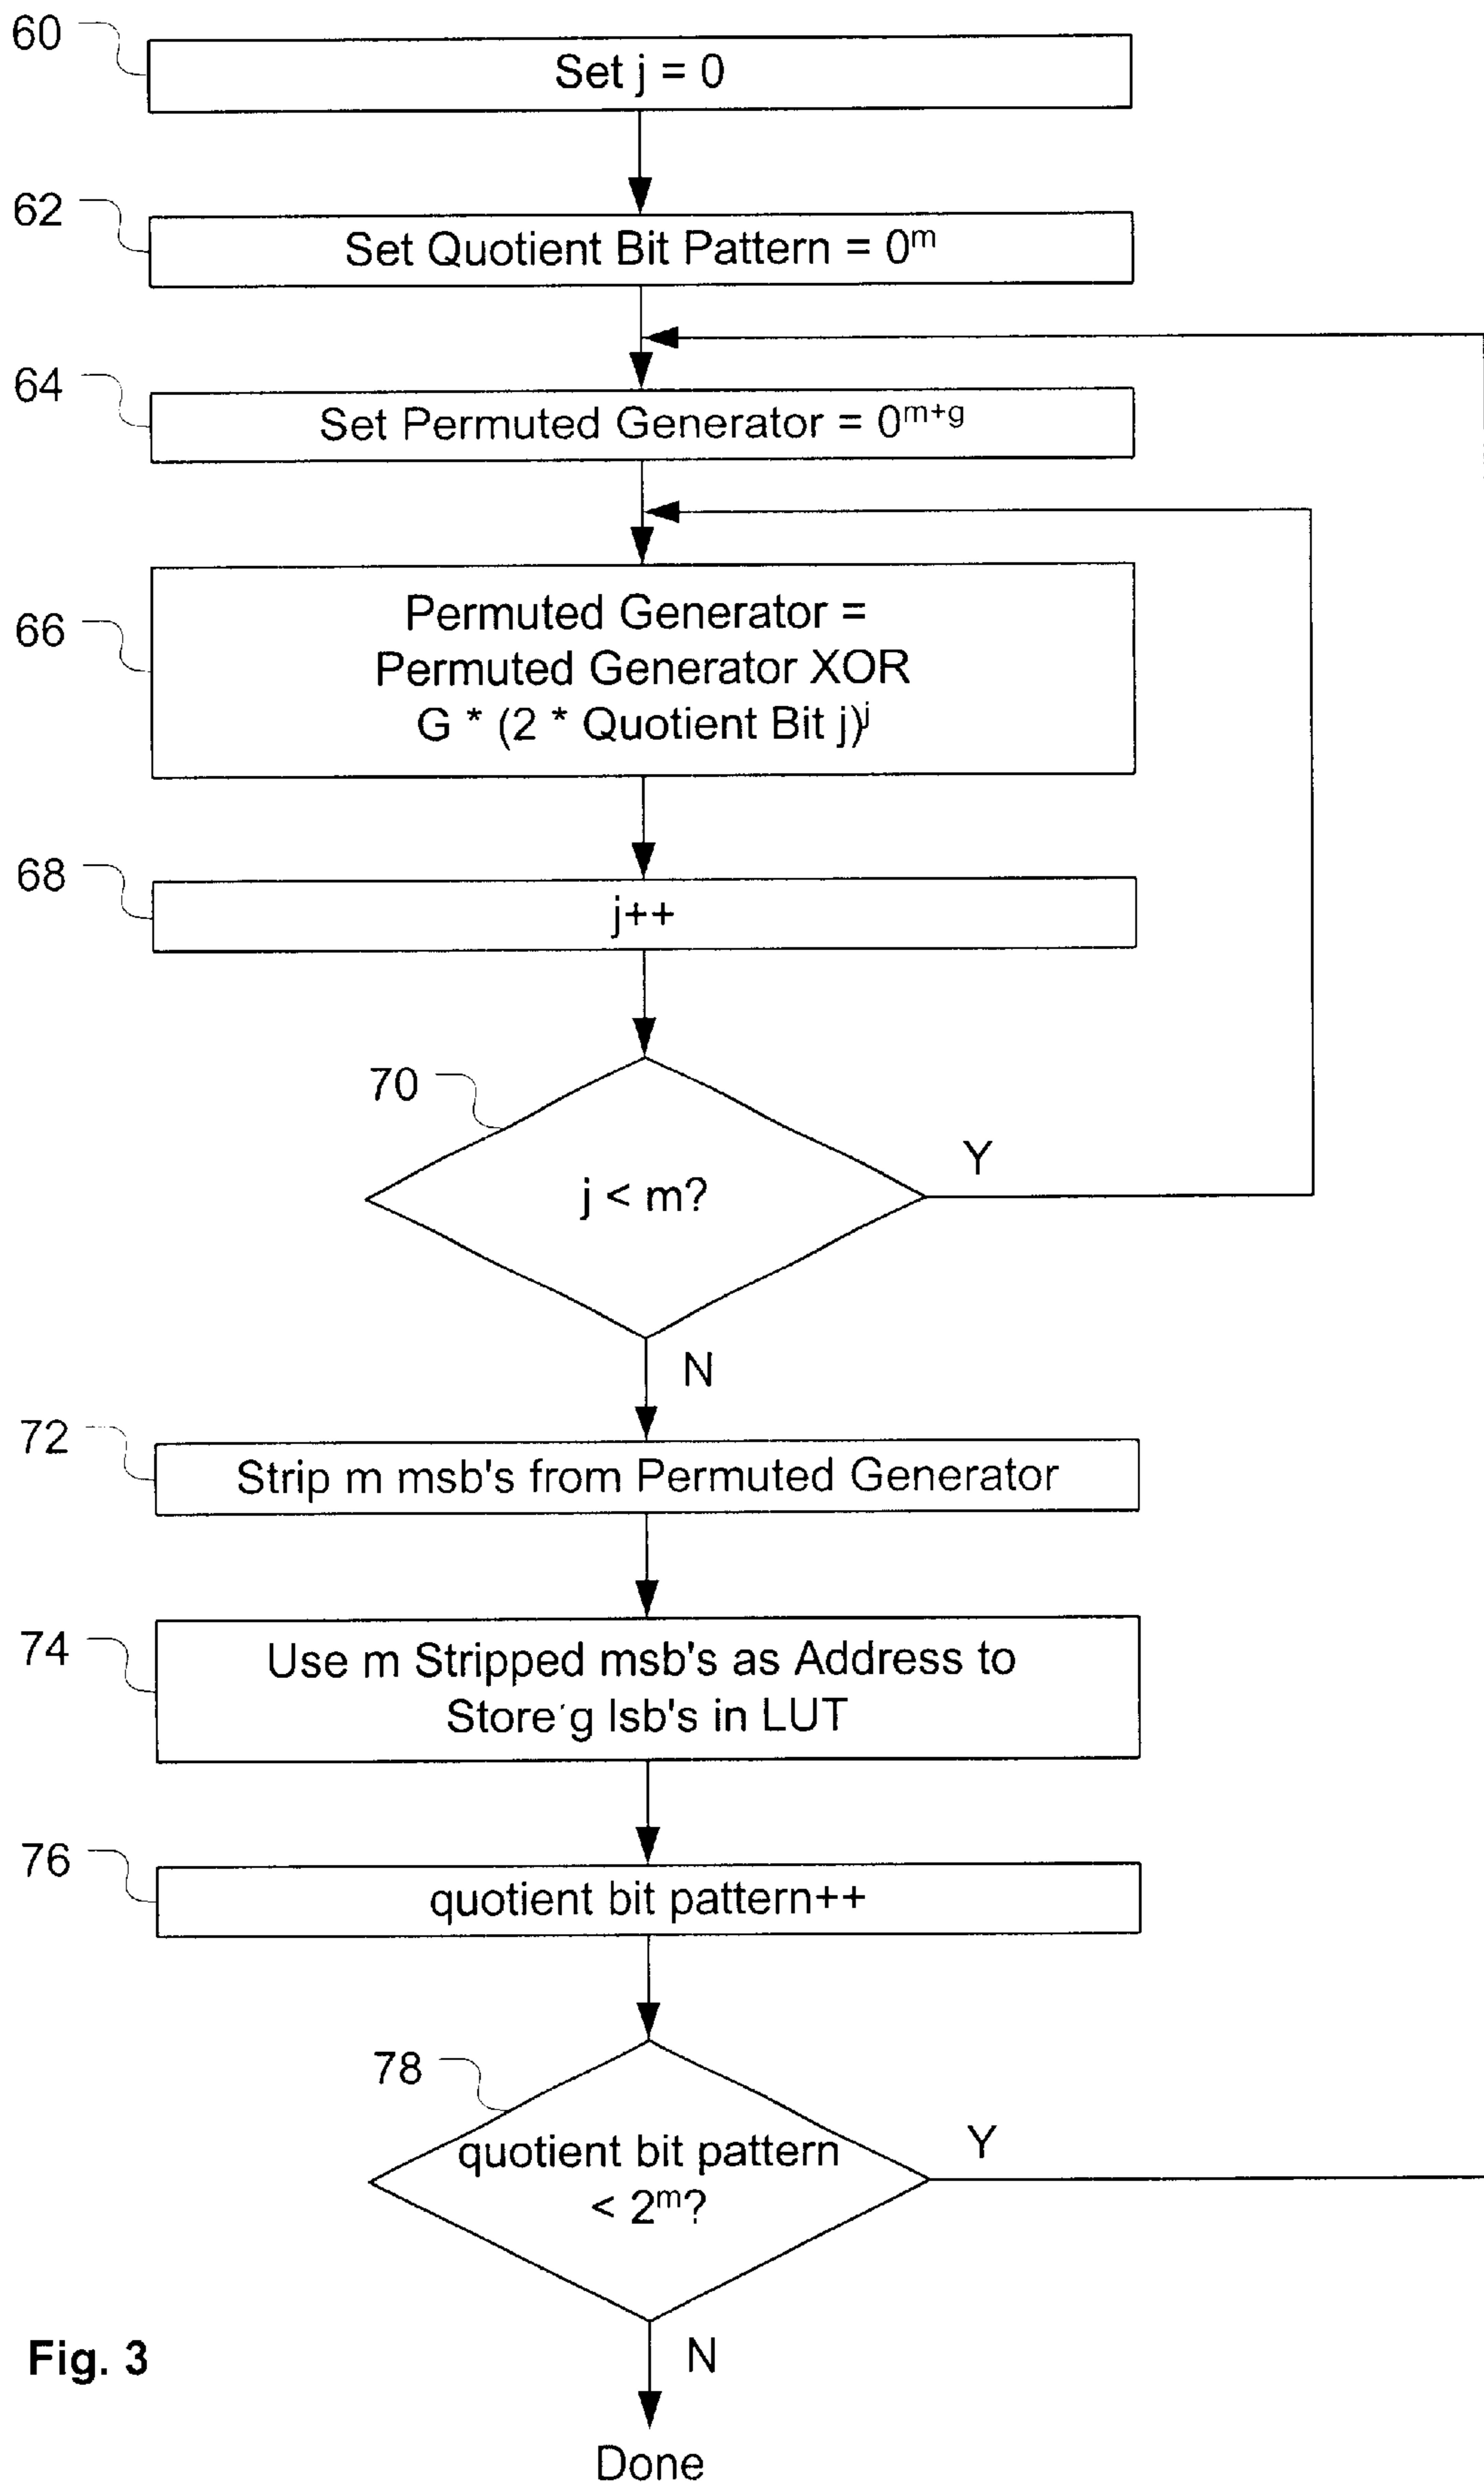 60
Set j = 0
62
Set Quotient Bit Pattern = 0ᵐ
64
Set Permuted Generator = 0ᵐ⁺ᵍ
66
Permuted Generator =
Permuted Generator XOR
G * (2 * Quotient Bit j)ʲ
68
j++
70
j < m?
Y
N
72
Strip m msb's from Permuted Generator
74
Use m Stripped msb's as Address to
Store g lsb's in LUT
76
quotient bit pattern++
78
quotient bit pattern
< 2ᵐ?
Y
N
Fig. 3
Done